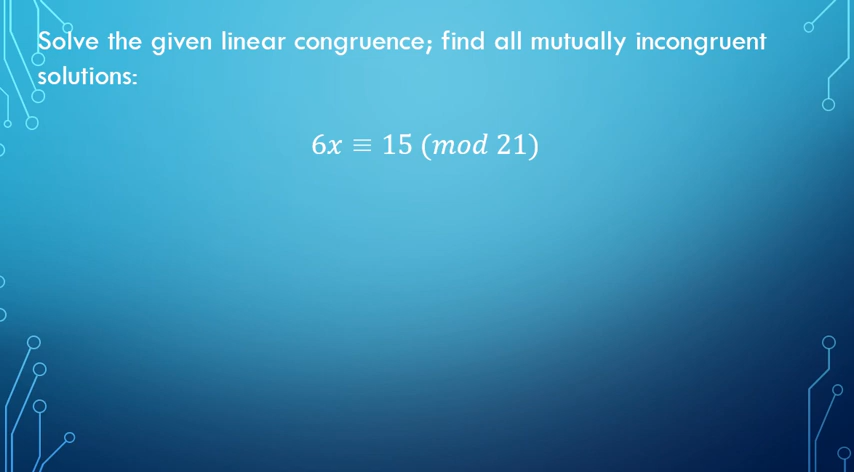 Solve the given linear congruence; find all mutually incongruent
solutions:
6x ≡ 15 (mod 21)